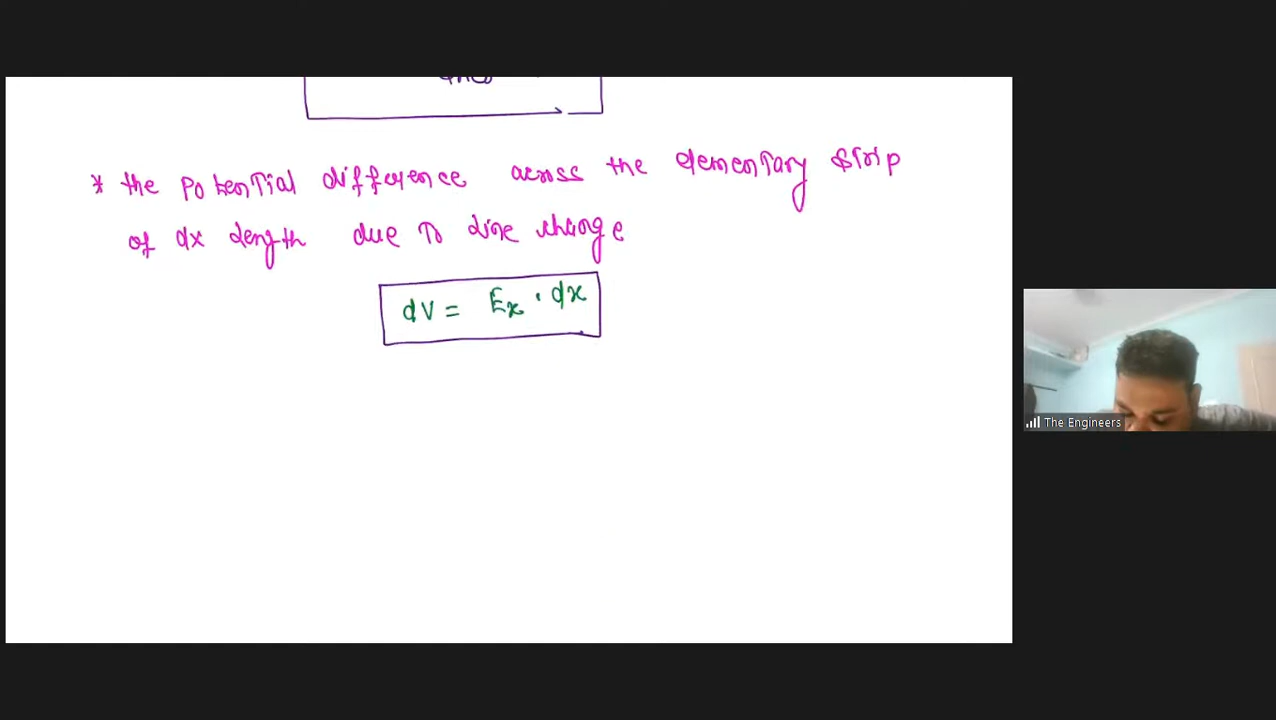 * the Potential difference across the elementary strip
of dx length due to line charge
dV = Ex . dx
The Engineers